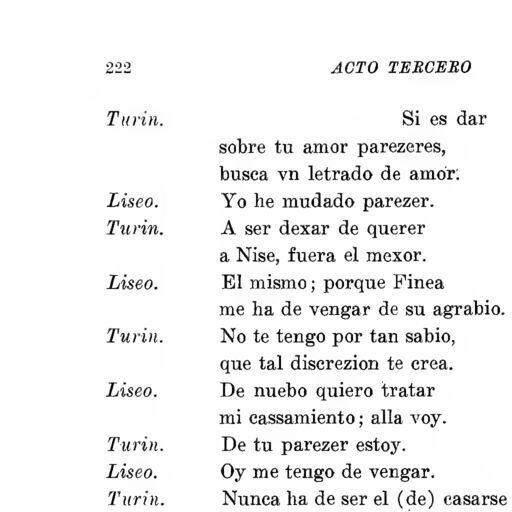 222 ACTO TERCERO
Turin. Si es dar
sobre tu amor parezeres,
busca vn letrado de amor.
Liseo. Yo he mudado parezer.
Turin. A ser dexar de querer
a Nise, fuera el mexor.
Liseo. El mismo; porque Finea
me ha de vengar de su agrabio.
Turin. No te tengo por tan sabio,
que tal discrezion te crea.
Liseo. De nuebo quiero tratar
mi cassamiento; alla voy.
Turin. De tu parezer estoy.
Liseo. Oy me tengo de vengar.
Turin. Nunca ha de ser el (de) casarse